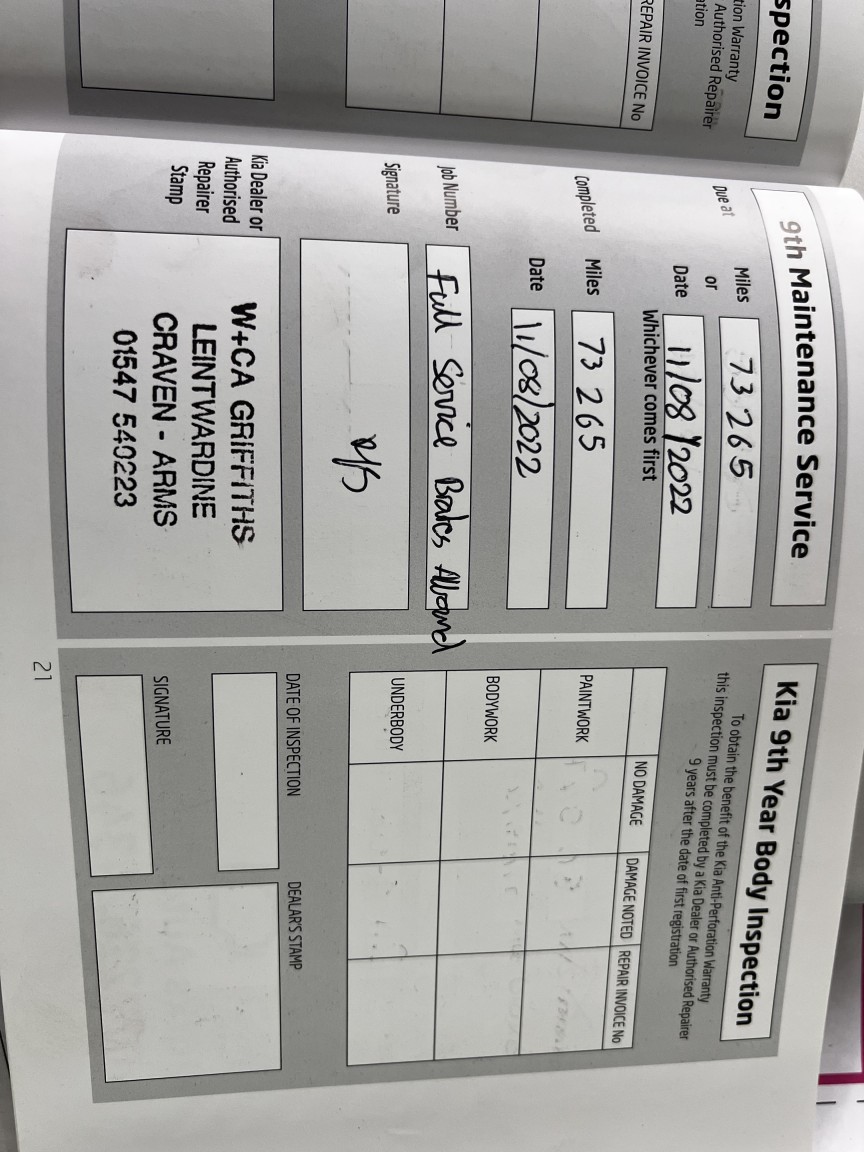 spection
tion Warranty
Authorised Repairer
ation
REPAIR INVOICE No
9th Maintenance Service
Due at Miles 73 265
or
Date 11/08/2022
Whichever comes first
Completed Miles 73 265
Date 11/08/2022
Job Number Full Service Brakes Allround
Signature
Kia Dealer or
Authorised
Repairer
Stamp
W+CA GRIFFITHS
LEINTWARDINE
CRAVEN - ARMS
01547 540223
Kia 9th Year Body Inspection
To obtain the benefit of the Kia Anti-Perforation Warranty
this inspection must be completed by a Kia Dealer or Authorised Repairer
9 years after the date of first registration
NO DAMAGE DAMAGE NOTED REPAIR INVOICE No
PAINTWORK
BODYWORK
UNDERBODY
DATE OF INSPECTION DEALAR'S STAMP
SIGNATURE
21